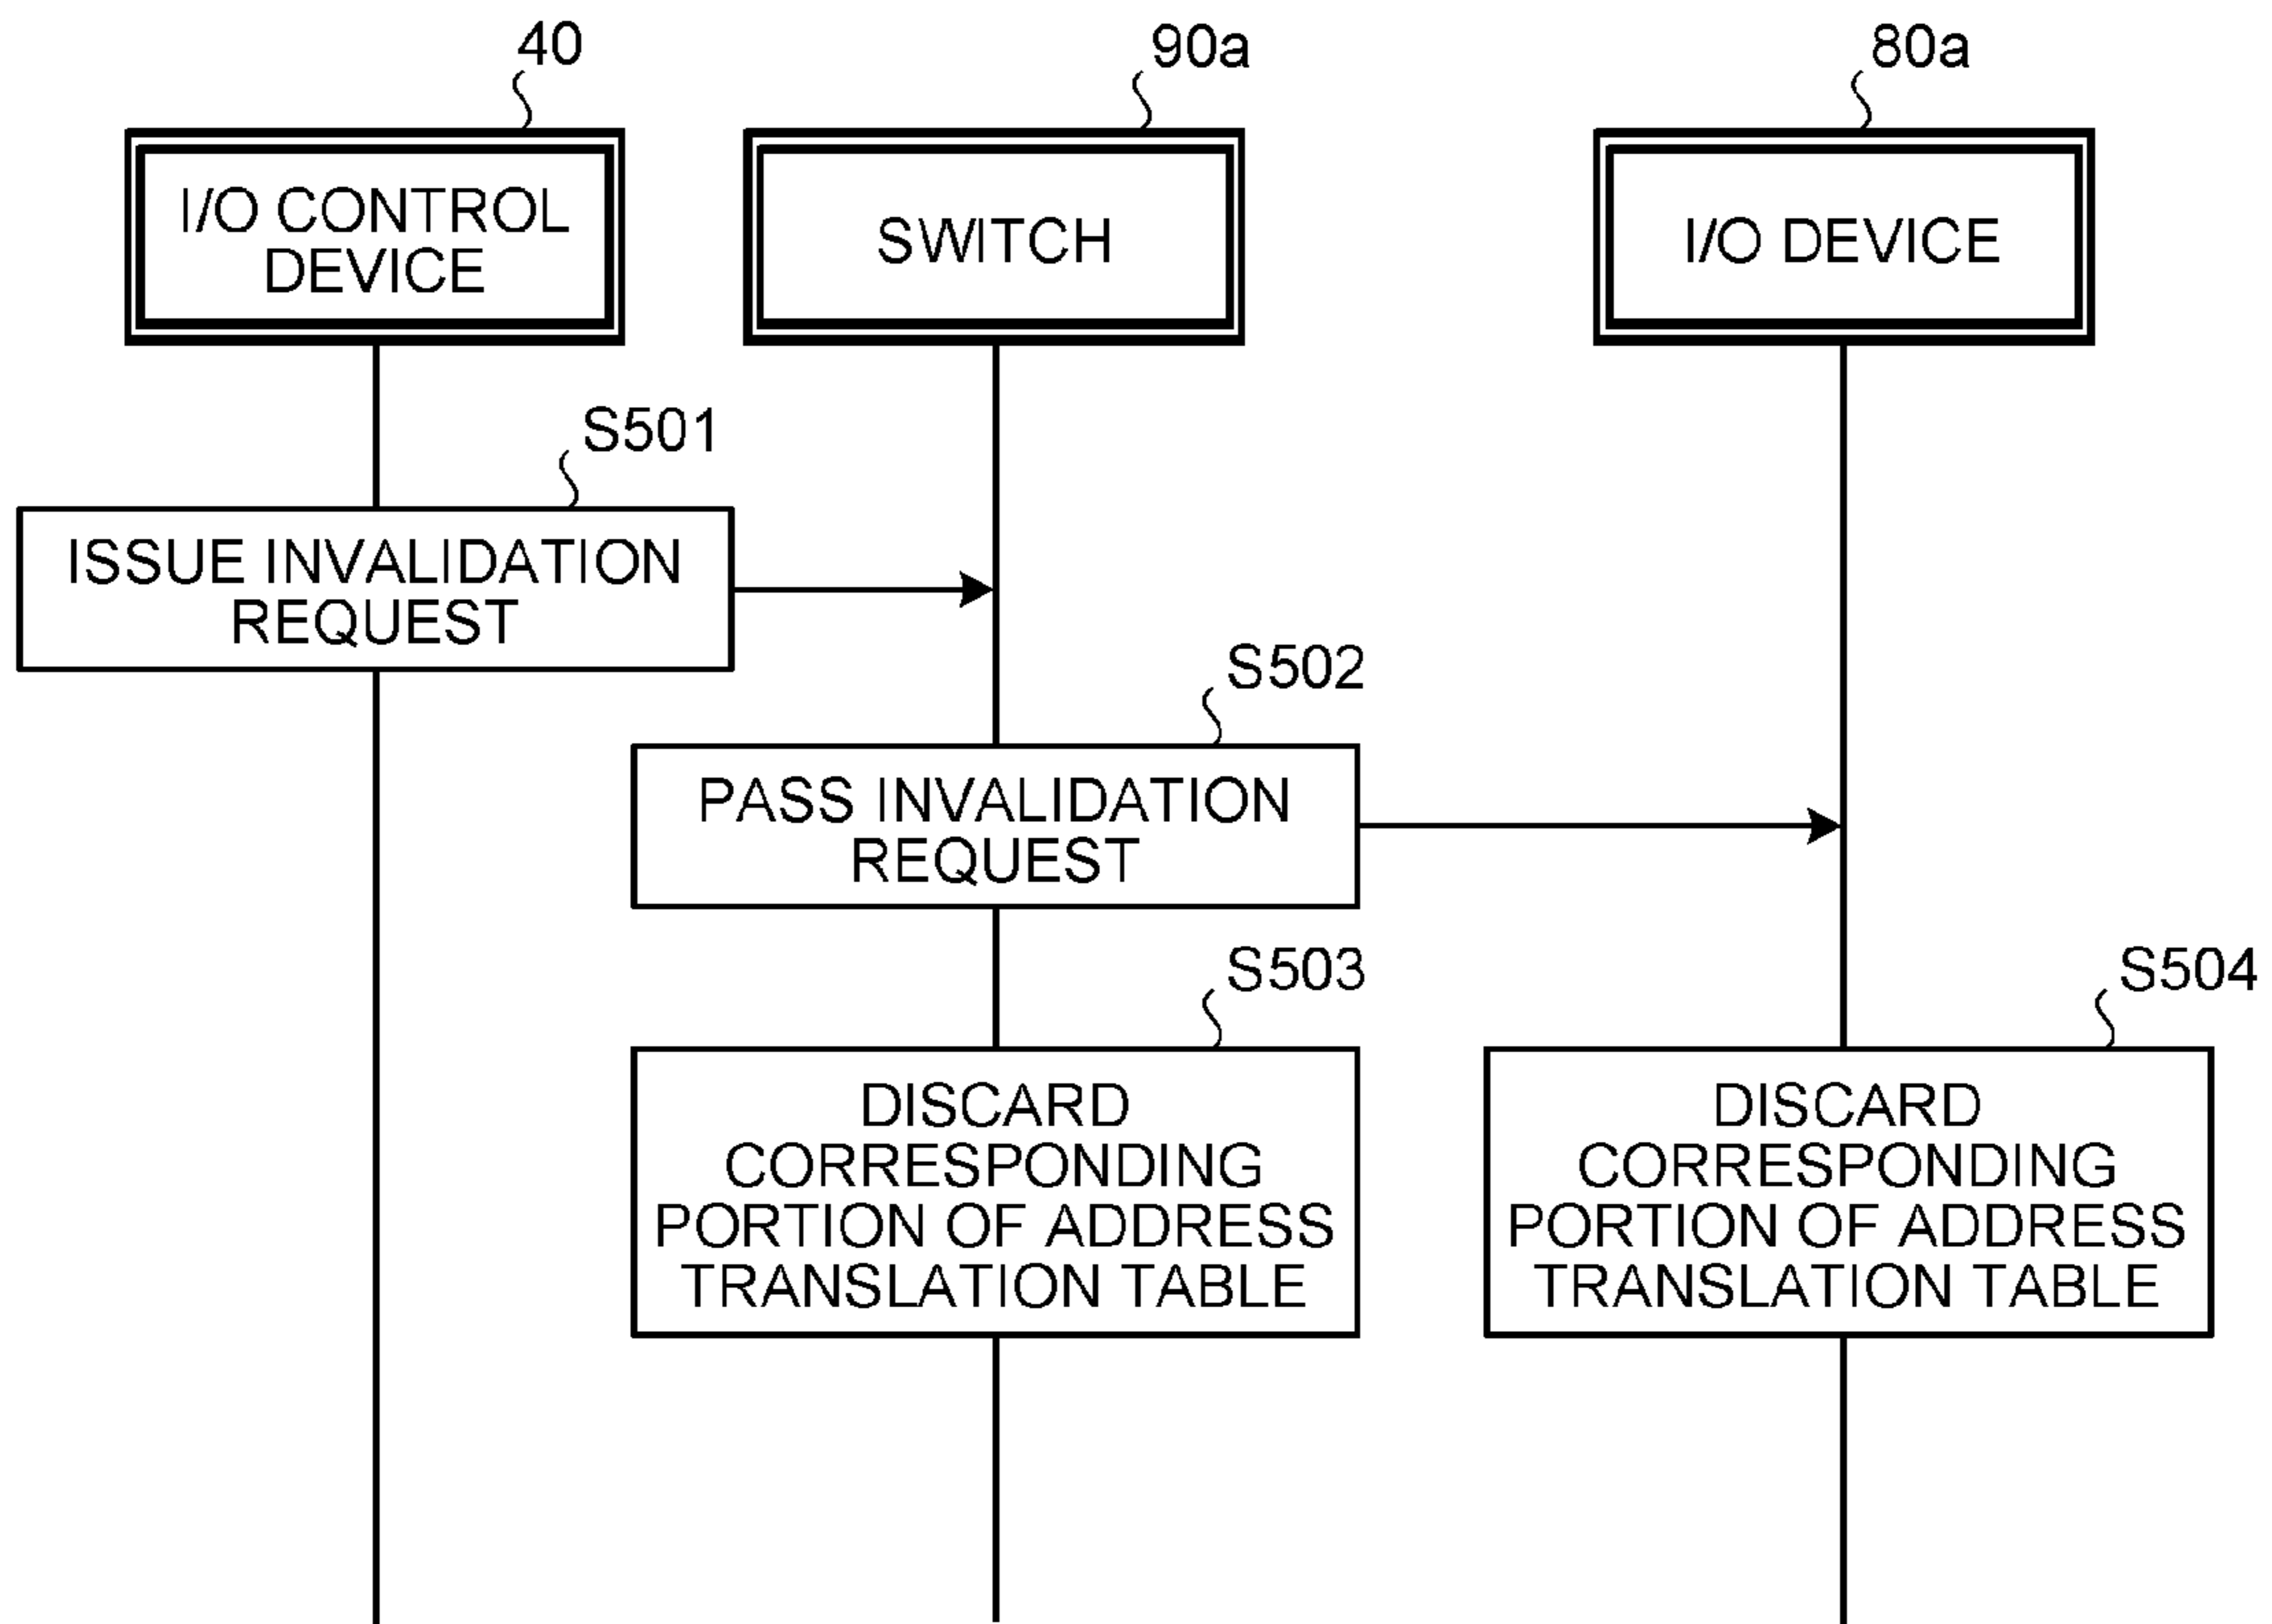 40
90a
80a
I/O CONTROL
DEVICE
SWITCH
I/O DEVICE
S501
ISSUE INVALIDATION
REQUEST
S502
PASS INVALIDATION
REQUEST
S503
DISCARD
CORRESPONDING
PORTION OF ADDRESS
TRANSLATION TABLE
S504
DISCARD
CORRESPONDING
PORTION OF ADDRESS
TRANSLATION TABLE